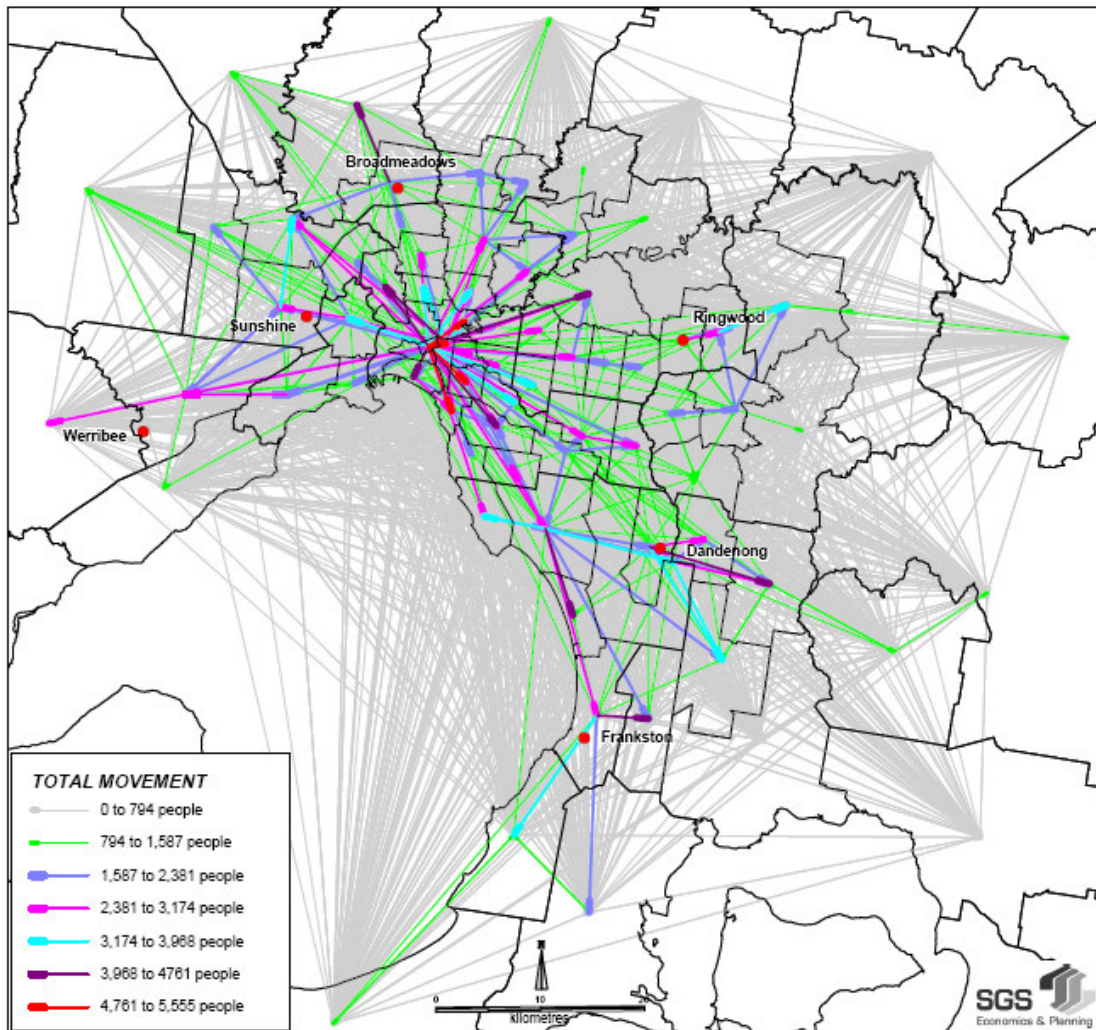 Broadmeadows
Sunshine
Ringwood
Werribee
Dandenong
Frankston
TOTAL MOVEMENT
0 to 794 people
794 to 1,587 people
1,587 to 2,381 people
2,381 to 3,174 people
3,174 to 3,968 people
3,968 to 4761 people
4,761 to 5,555 people
N
0 10 20
kilometres
SGS
Economics & Planning